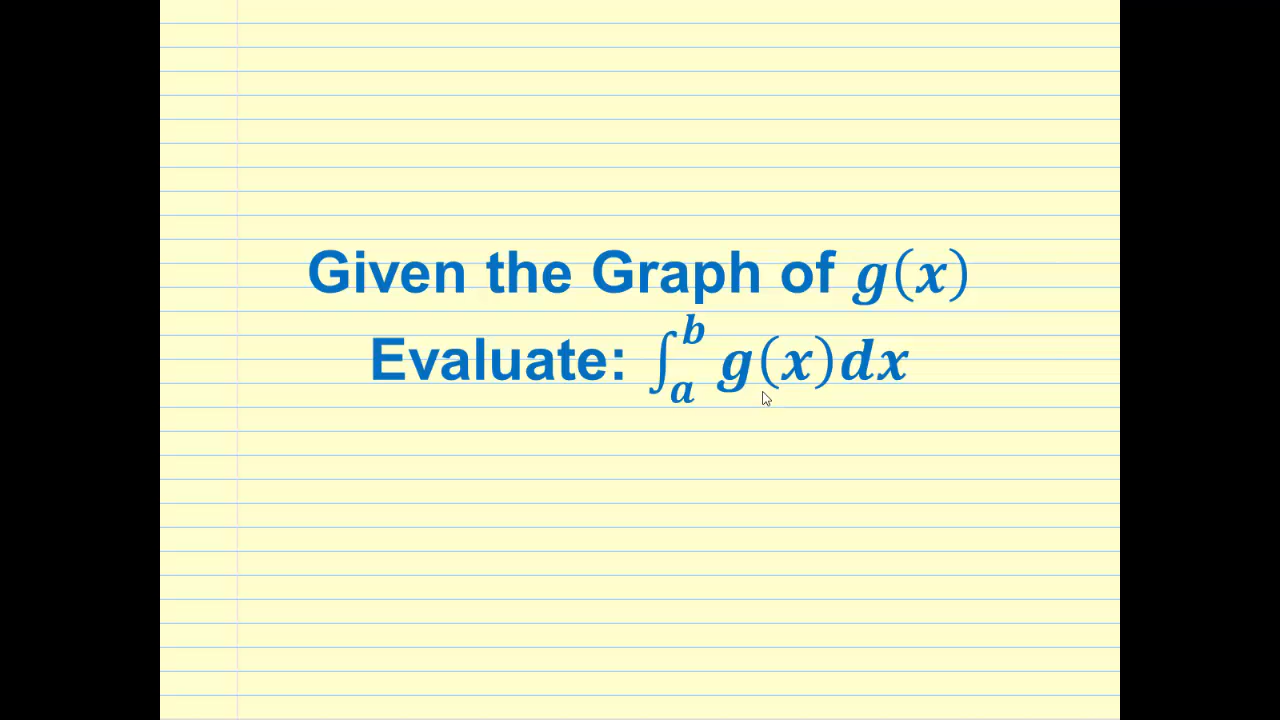 Given the Graph of g(x)
Evaluate: ∫_a^b g(x)dx